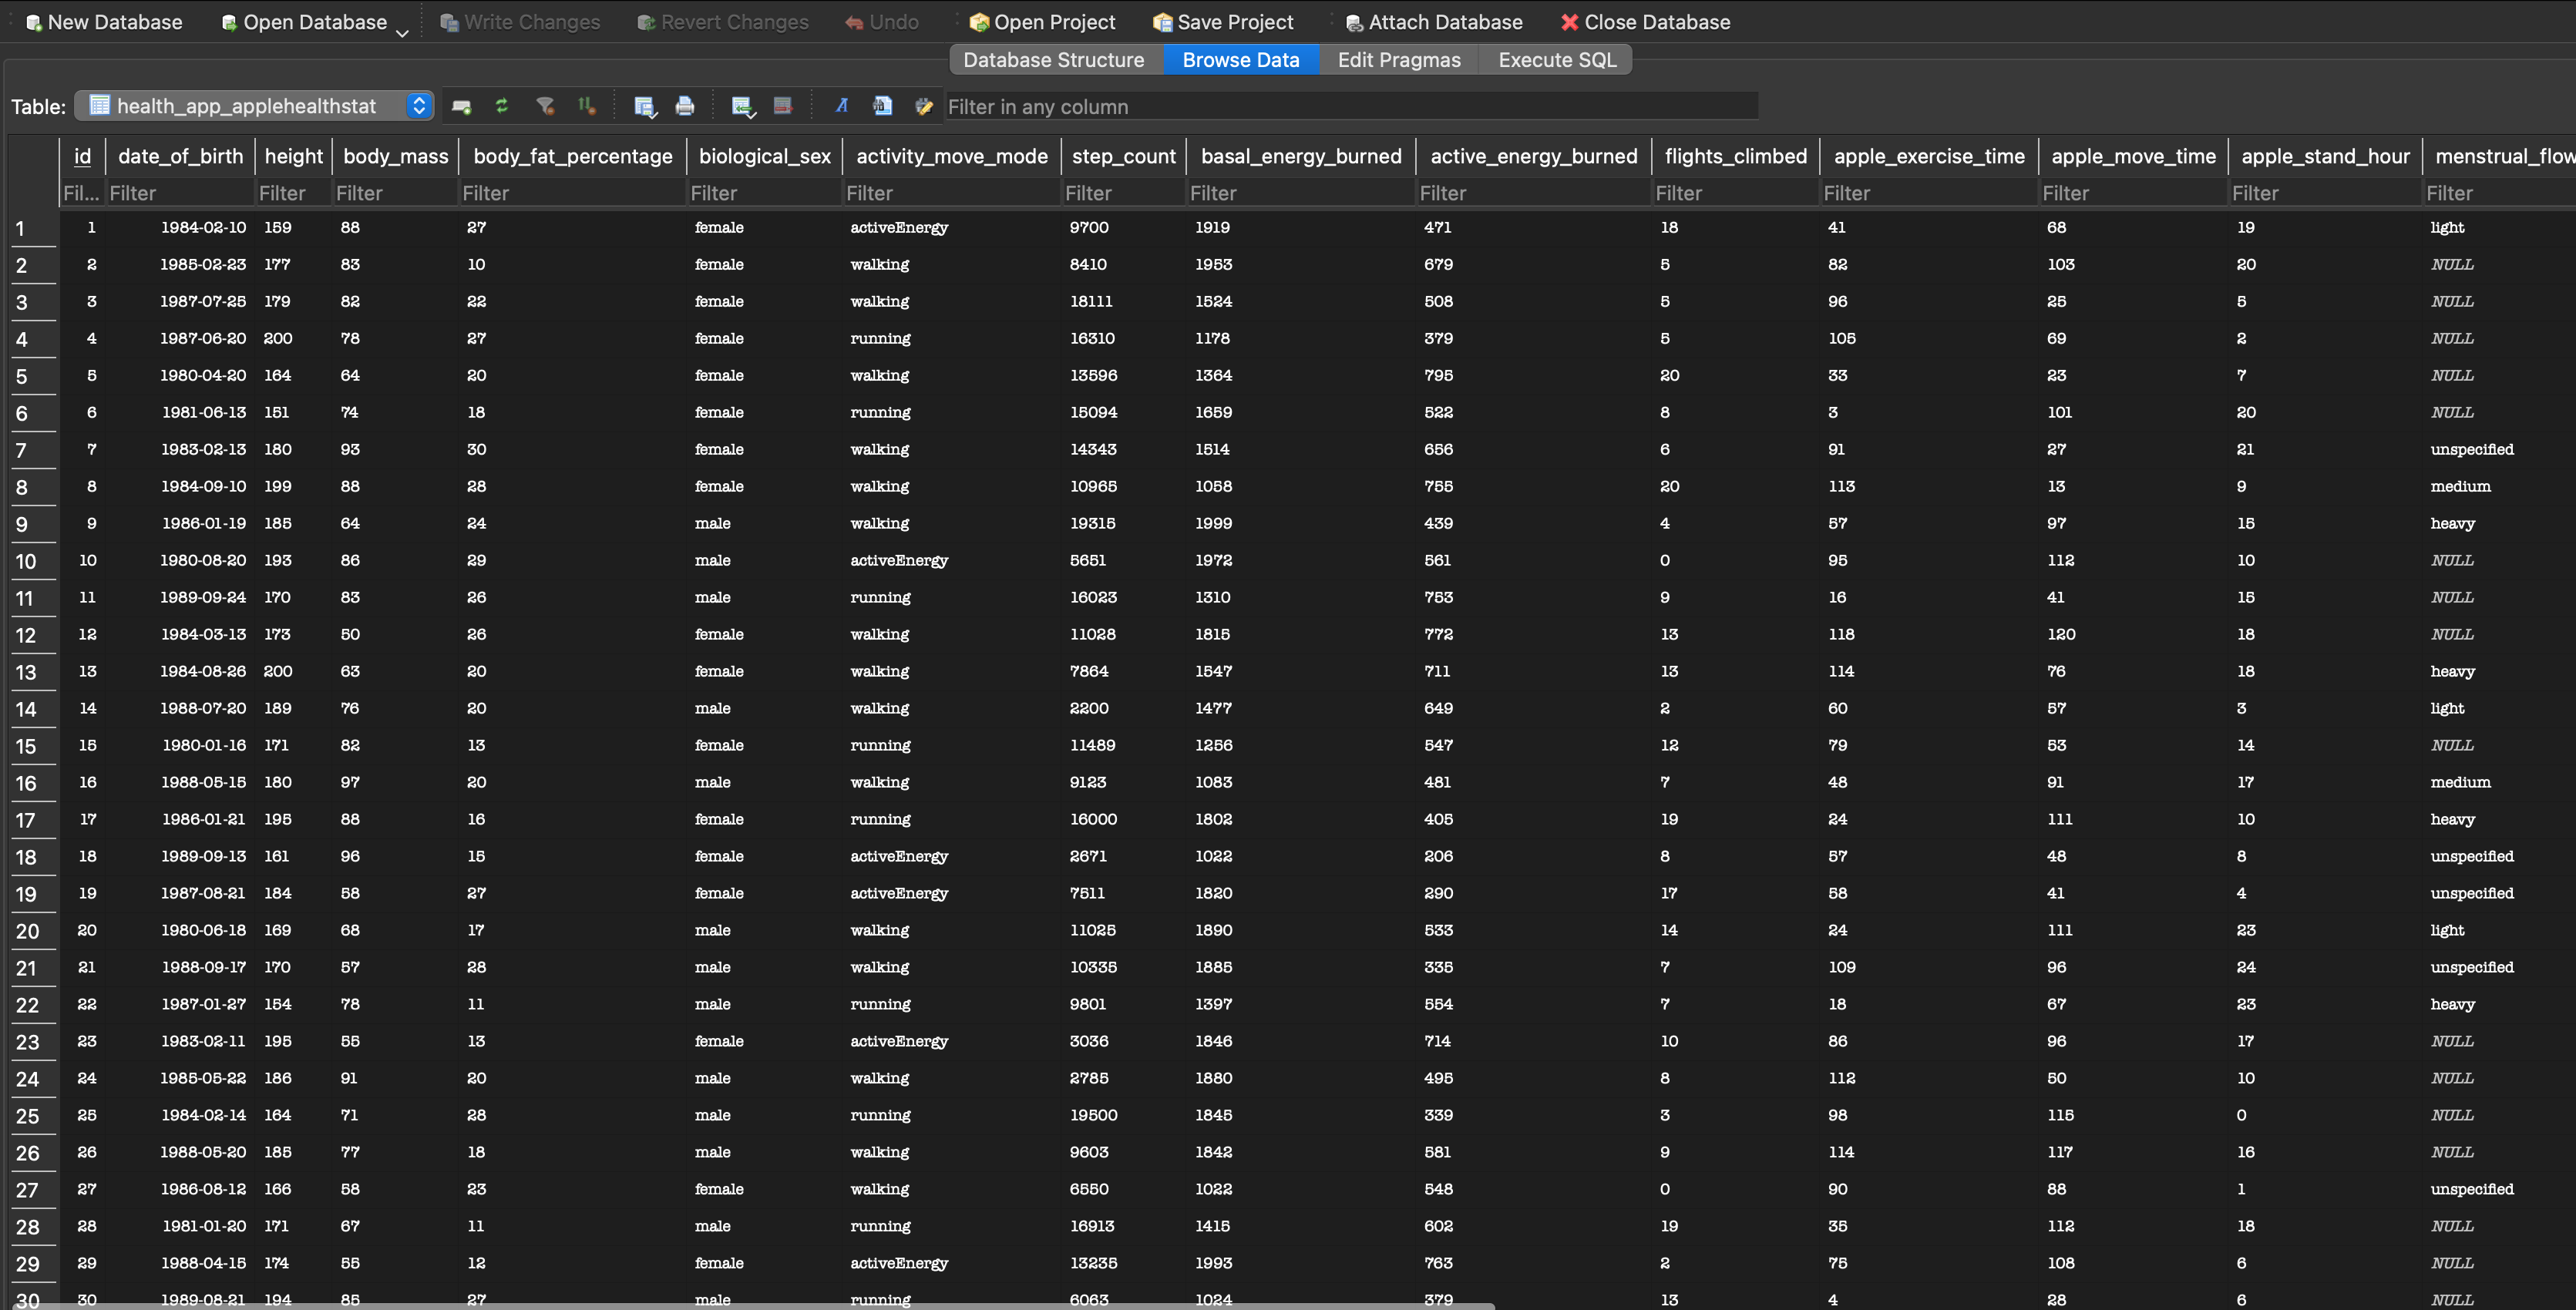 New Database Open Database Write Changes Revert Changes Undo Open Project Save Project Attach Database Close Database
Database Structure Browse Data Edit Pragmas Execute SQL
Table: health_app_applehealthstat Filter in any column
id date_of_birth height body_mass body_fat_percentage biological_sex activity_move_mode step_count basal_energy_burned active_energy_burned flights_climbed apple_exercise_time apple_move_time apple_stand_hour menstrual_flow
Fil... Filter Filter Filter Filter Filter Filter Filter Filter Filter Filter Filter Filter Filter Filter
1 1 1984-02-10 159 88 27 female activeEnergy 9700 1919 471 18 41 68 19 light
2 2 1985-02-23 177 83 10 female walking 8410 1953 679 5 82 103 20 NULL
3 3 1987-07-25 179 82 22 female walking 18111 1524 508 5 96 25 5 NULL
4 4 1987-06-20 200 78 27 female running 16310 1178 379 5 105 69 2 NULL
5 5 1980-04-20 164 64 20 female walking 13596 1364 795 20 33 23 7 NULL
6 6 1981-06-13 151 74 18 female running 15094 1659 522 8 3 101 20 NULL
7 7 1983-02-13 180 93 30 female walking 14343 1514 656 6 91 27 21 unspecified
8 8 1984-09-10 199 88 28 female walking 10965 1058 755 20 113 13 9 medium
9 9 1986-01-19 185 64 24 male walking 19315 1999 439 4 57 97 15 heavy
10 10 1980-08-20 193 86 29 male activeEnergy 5651 1972 561 0 95 112 10 NULL
11 11 1989-09-24 170 83 26 male running 16023 1310 753 9 16 41 15 NULL
12 12 1984-03-13 173 50 26 female walking 11028 1815 772 13 118 120 18 NULL
13 13 1984-08-26 200 63 20 female walking 7864 1547 711 13 114 76 18 heavy
14 14 1988-07-20 189 76 20 male walking 2200 1477 649 2 60 57 3 light
15 15 1980-01-16 171 82 13 female running 11489 1256 547 12 79 53 14 NULL
16 16 1988-05-15 180 97 20 male walking 9123 1083 481 7 48 91 17 medium
17 17 1986-01-21 195 88 16 female running 16000 1802 405 19 24 111 10 heavy
18 18 1989-09-13 161 96 15 female activeEnergy 2671 1022 206 8 57 48 8 unspecified
19 19 1987-08-21 184 58 27 female activeEnergy 7511 1820 290 17 58 41 4 unspecified
20 20 1980-06-18 169 68 17 male walking 11025 1890 533 14 24 111 23 light
21 21 1988-09-17 170 57 28 male walking 10335 1885 335 7 109 96 24 unspecified
22 22 1987-01-27 154 78 11 male running 9801 1397 554 7 18 67 23 heavy
23 23 1983-02-11 195 55 13 female activeEnergy 3036 1846 714 10 86 96 17 NULL
24 24 1985-05-22 186 91 20 male walking 2785 1880 495 8 112 50 10 NULL
25 25 1984-02-14 164 71 28 male running 19500 1845 339 3 98 115 0 NULL
26 26 1988-05-20 185 77 18 male walking 9603 1842 581 9 114 117 16 NULL
27 27 1986-08-12 166 58 23 female walking 6550 1022 548 0 90 88 1 unspecified
28 28 1981-01-20 171 67 11 male running 16913 1415 602 19 35 112 18 NULL
29 29 1988-04-15 174 55 12 female activeEnergy 13235 1993 763 2 75 108 6 NULL
30 30 1989-08-21 194 85 27 male running 6063 1024 379 13 4 28 6 NULL